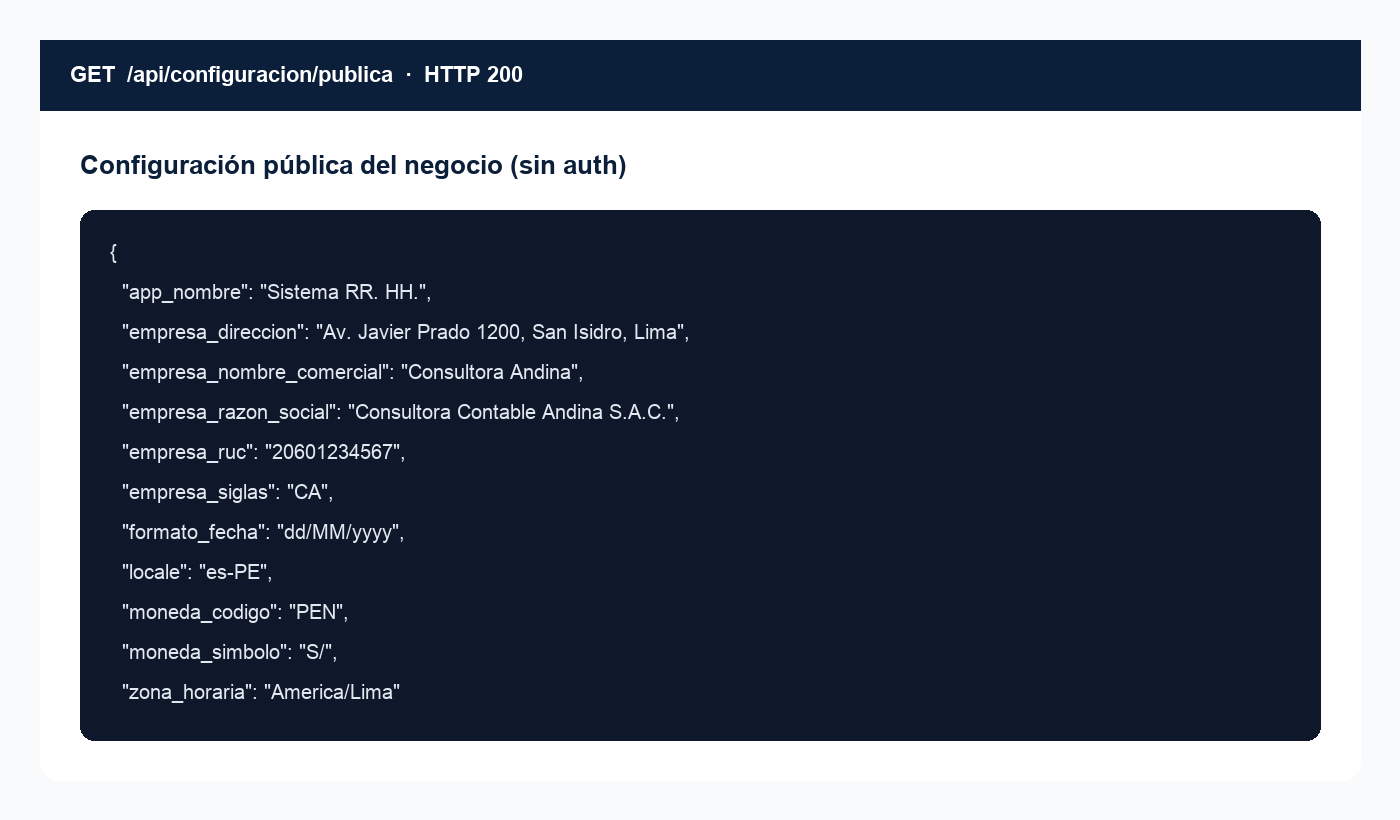 GET /api/configuracion/publica · HTTP 200
Configuración pública del negocio (sin auth)
{
"app_nombre": "Sistema RR. HH.",
"empresa_direccion": "Av. Javier Prado 1200, San Isidro, Lima",
"empresa_nombre_comercial": "Consultora Andina",
"empresa_razon_social": "Consultora Contable Andina S.A.C.",
"empresa_ruc": "20601234567",
"empresa_siglas": "CA",
"formato_fecha": "dd/MM/yyyy",
"locale": "es-PE",
"moneda_codigo": "PEN",
"moneda_simbolo": "S/",
"zona_horaria": "America/Lima"